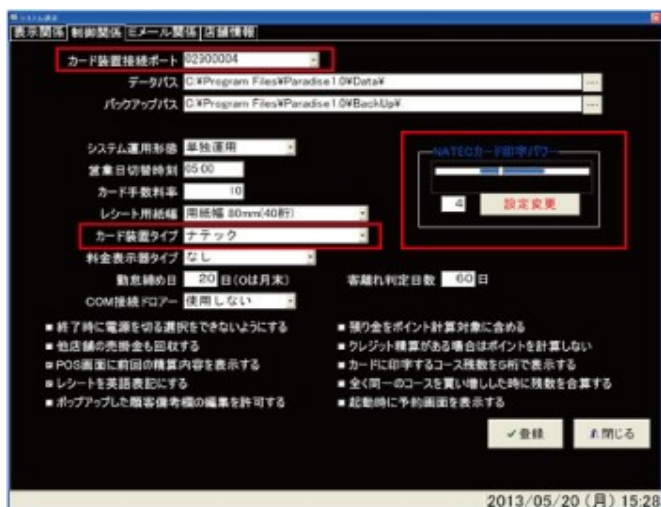 システム設定
表示関係 制御関係 Eメール関係 店舗情報
カード装置接続ポート 02900004
データパス C:¥Program Files¥Paradise1.0¥Data¥ ...
バックアップパス C:¥Program Files¥Paradise1.0¥BackUp¥ ...
システム運用形態 単独運用
営業日切替時刻 05:00
カード手数料率 10
レシート用紙幅 用紙幅 80mm(40桁)
カード装置タイプ ナテック
料金表示器タイプ なし
勤怠締め日 20 日(0は月末)
客離れ判定日数 60 日
COM接続ドロアー 使用しない
NATECカード印字パワー
4 設定変更
終了時に電源を切る選択をできないようにする
他店舗の売掛金も回収する
POS画面に前回の精算内容を表示する
レシートを英語表記にする
ポップアップした顧客備考欄の編集を許可する
預り金をポイント計算対象に含める
クレジット精算がある場合はポイントを計算しない
カードに印字するコース残数を5桁で表示する
全く同一のコースを買い増しした時に残数を合算する
起動時に予約画面を表示する
登録 閉じる
2013/05/20 (月) 15:28